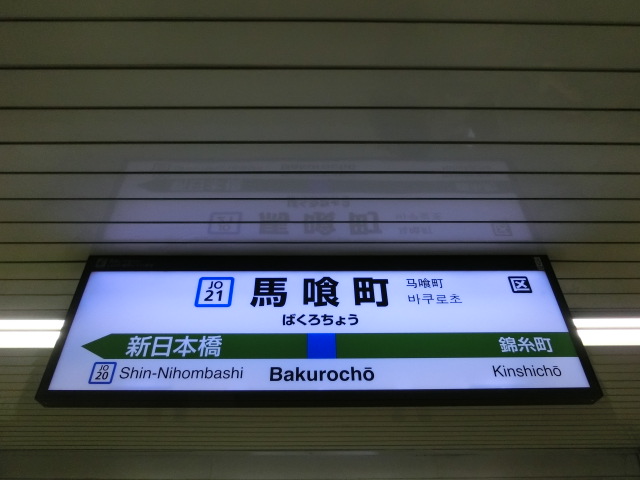 JO
21
馬喰町
马喰町
바쿠로초
区
ばくろちょう
新日本橋
錦糸町
JO
20
Shin-Nihombashi
Bakurochō
Kinshichō